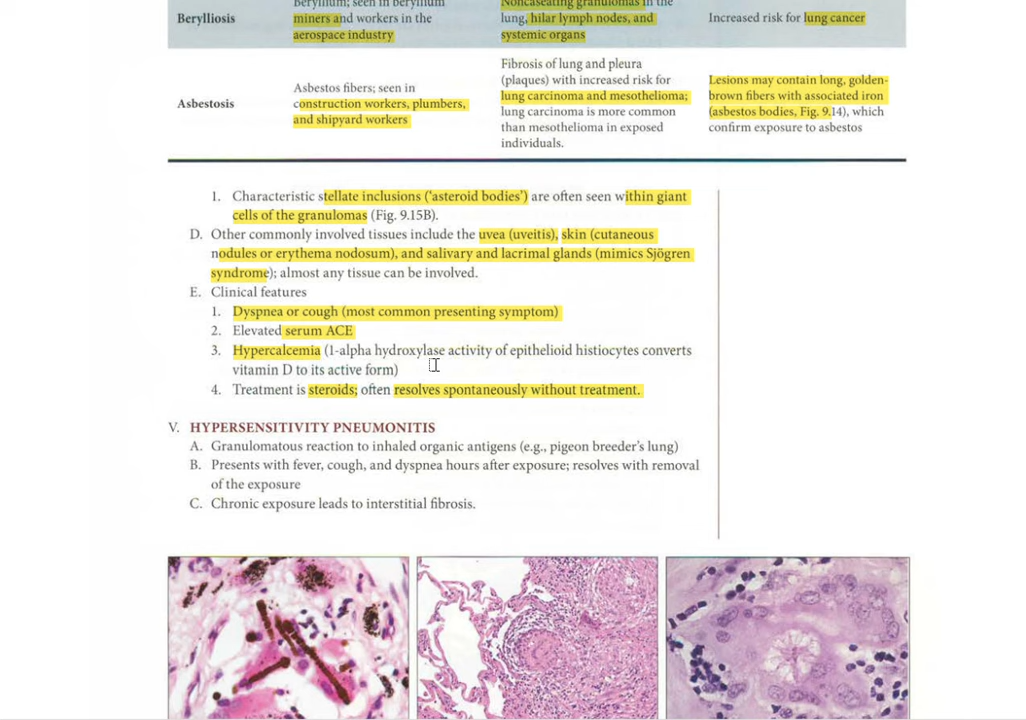 Beryllium; seen in beryllium
miners and workers in the
aerospace industry
Berylliosis
Noncaseating granulomas in the
lung, hilar lymph nodes, and
systemic organs
Increased risk for lung cancer
Asbestosis
Asbestos fibers; seen in
construction workers, plumbers,
and shipyard workers
Fibrosis of lung and pleura
(plaques) with increased risk for
lung carcinoma and mesothelioma;
lung carcinoma is more common
than mesothelioma in exposed
individuals.
Lesions may contain long, golden-
brown fibers with associated iron
(asbestos bodies, Fig. 9.14), which
confirm exposure to asbestos
1. Characteristic stellate inclusions ('asteroid bodies') are often seen within giant
cells of the granulomas (Fig. 9.15B).
D. Other commonly involved tissues include the uvea (uveitis), skin (cutaneous
nodules or erythema nodosum), and salivary and lacrimal glands (mimics Sjögren
syndrome); almost any tissue can be involved.
E. Clinical features
1. Dyspnea or cough (most common presenting symptom)
2. Elevated serum ACE
3. Hypercalcemia (1-alpha hydroxylase activity of epithelioid histiocytes converts
vitamin D to its active form)
4. Treatment is steroids; often resolves spontaneously without treatment.
V. HYPERSENSITIVITY PNEUMONITIS
A. Granulomatous reaction to inhaled organic antigens (e.g., pigeon breeder's lung)
B. Presents with fever, cough, and dyspnea hours after exposure; resolves with removal
of the exposure
C. Chronic exposure leads to interstitial fibrosis.